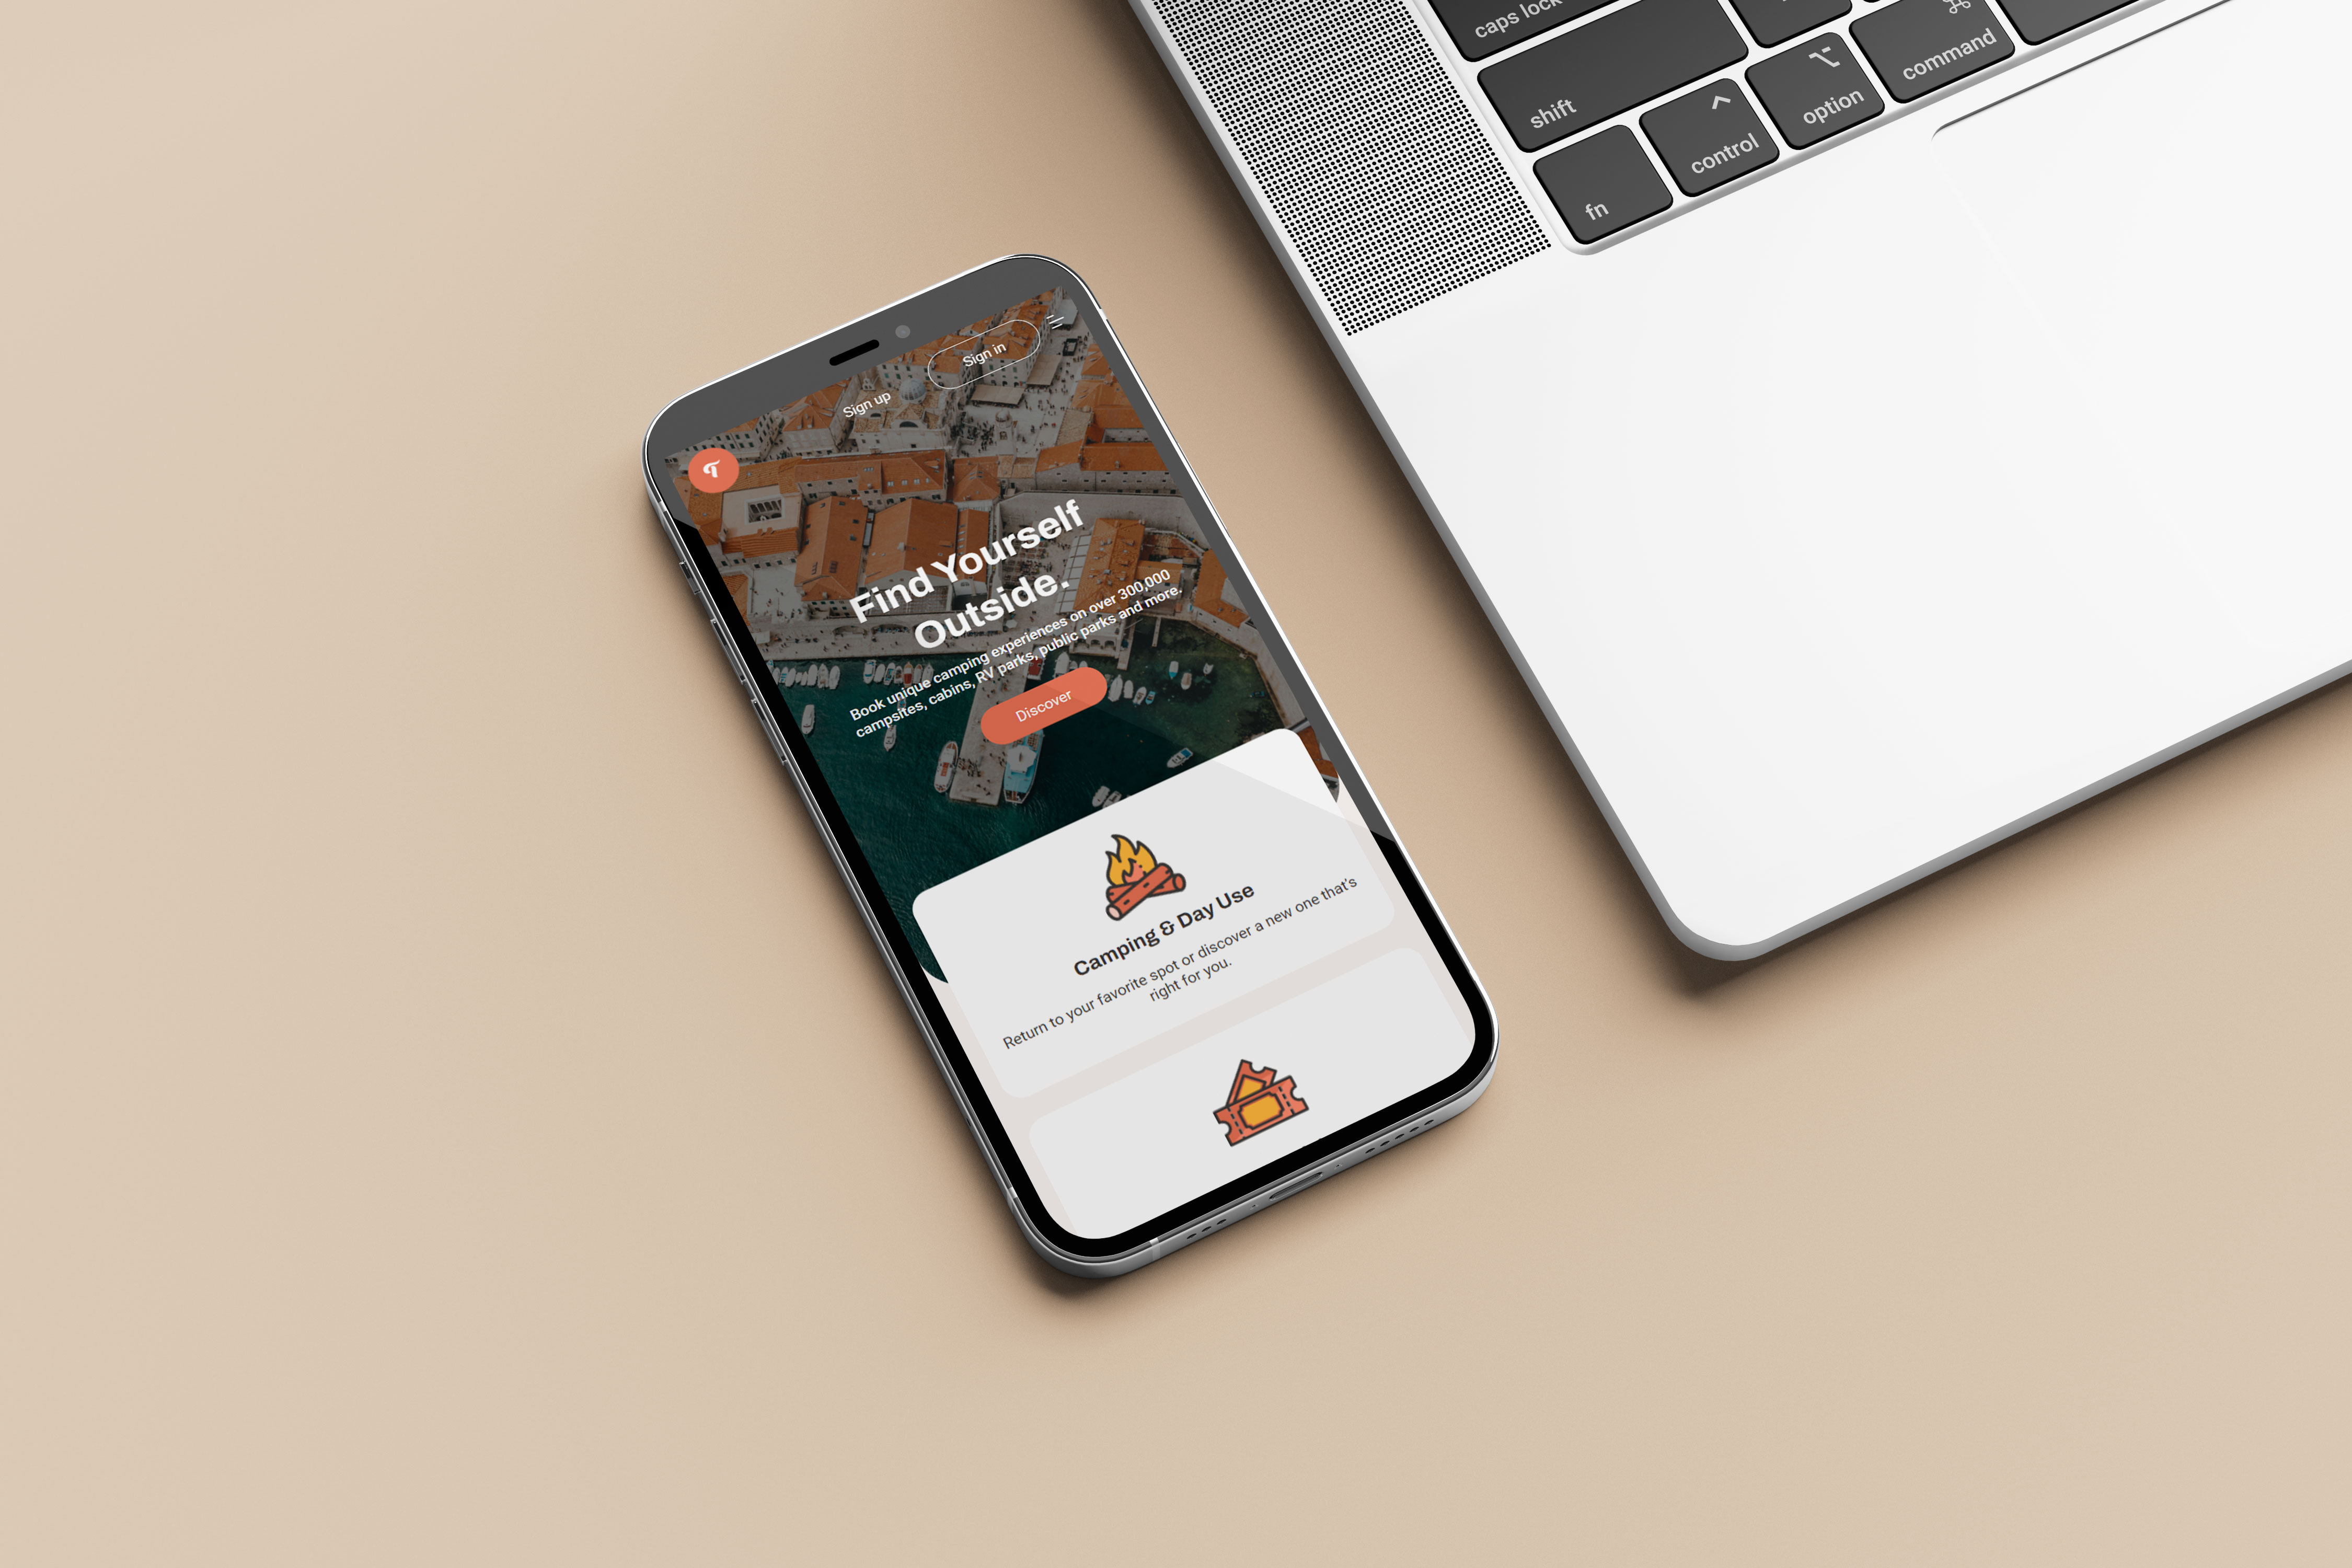 caps lock
shift
fn
control
option
command
Sign up
Sign in
T
Find Yourself
Outside.
Book unique camping experiences on over 300,000
campsites, cabins, RV parks, public parks and more.
Discover
Camping & Day Use
Return to your favorite spot or discover a new one that's
right for you.